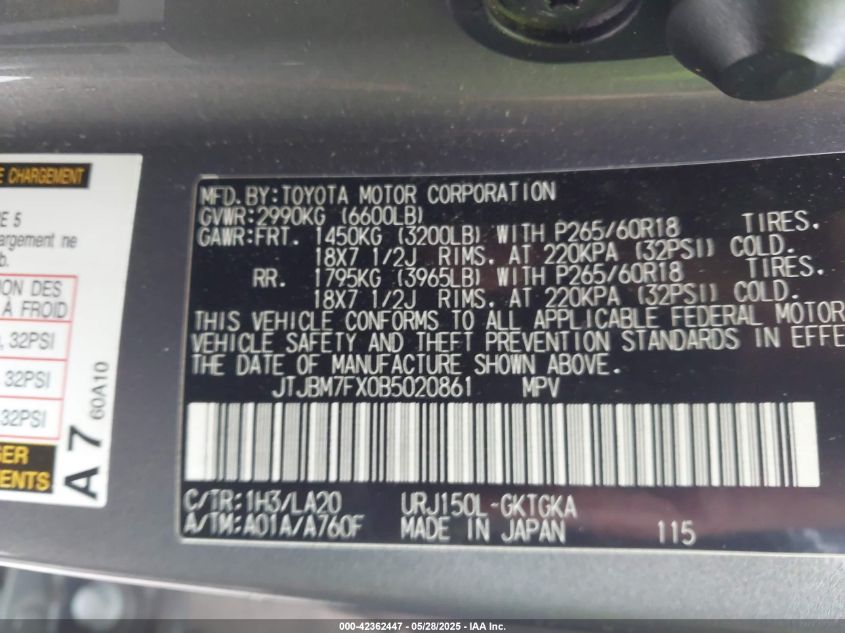 E CHARGEMENT
E 5
argement ne
b.
ION DES
À FROID
, 32PSI
32PSI
32PSI
GER
EMENTS
A7
60A10
MFD. BY:TOYOTA MOTOR CORPORATION
GVWR:2990KG (6600LB)
GAWR:FRT. 1450KG (3200LB) WITH P265/60R18 TIRES.
18X7 1/2J RIMS. AT 220KPA (32PSI) COLD.
RR. 1795KG (3965LB) WITH P265/60R18 TIRES.
18X7 1/2J RIMS. AT 220KPA (32PSI) COLD.
THIS VEHICLE CONFORMS TO ALL APPLICABLE FEDERAL MOTOR
VEHICLE SAFETY AND THEFT PREVENTION STANDARDS IN EFFE
THE DATE OF MANUFACTURE SHOWN ABOVE.
JTJBM7FX0B5020861 MPV
C/TR:1H3/LA20 URJ150L-GKTGKA
A/TM:A01A/A760F MADE IN JAPAN 115
000-42362447 - 05/28/2025 - IAA Inc.